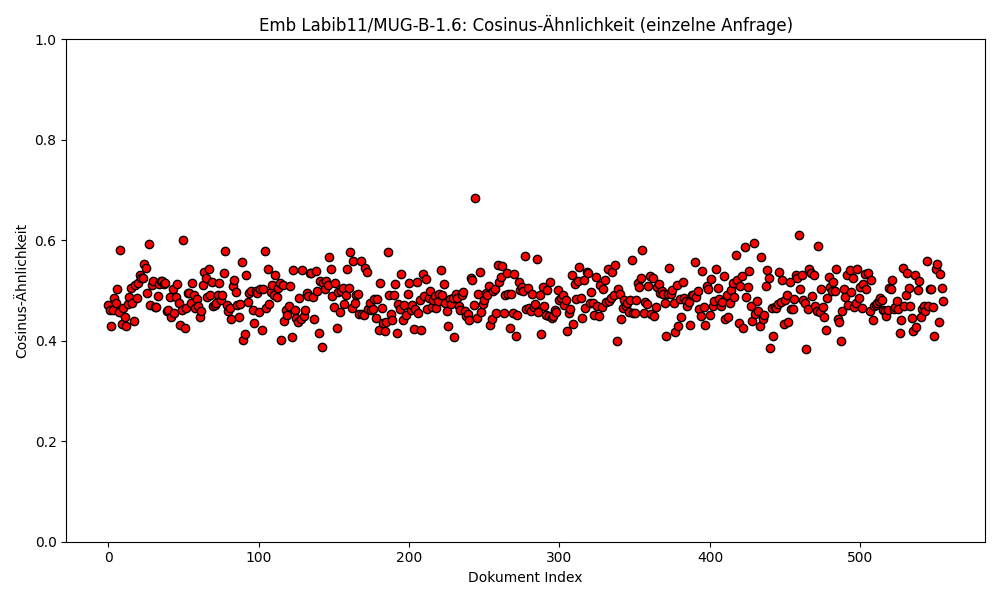 Emb Labib11/MUG-B-1.6: Cosinus-Ähnlichkeit (einzelne Anfrage)
1.0
0.8
0.6
0.4
0.2
0.0
Cosinus-Ähnlichkeit
0 100 200 300 400 500
Dokument Index